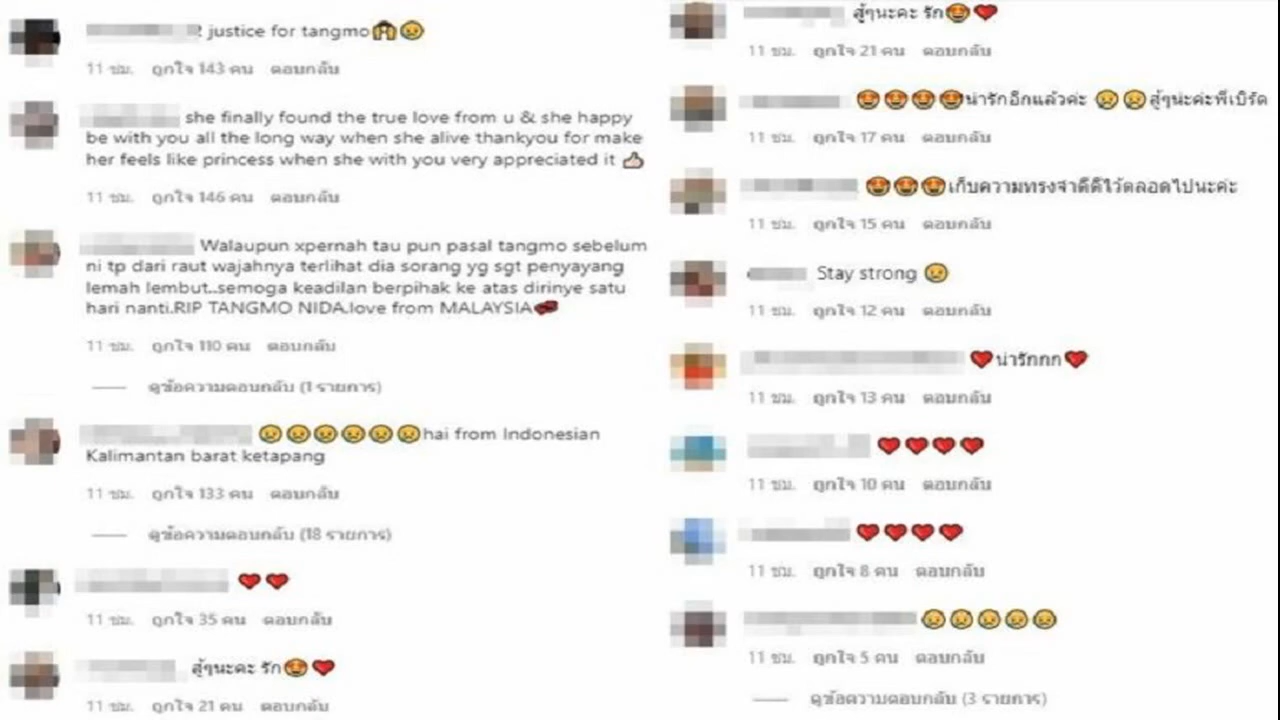 justice for tangmo
11 ชม. ถูกใจ 143 คน ตอบกลับ
she finally found the true love from u & she happy
be with you all the long way when she alive thankyou for make
her feels like princess when she with you very appreciated it 👍🏻
11 ชม. ถูกใจ 146 คน ตอบกลับ
Walaupun xpernah tau pun pasal tangmo sebelum
ni tp dari raut wajahnya terlihat dia sorang yg sgt penyayang
lemah lembut..semoga keadilan berpihak ke atas dirinye satu
hari nanti.RIP TANGMO NIDA.love from MALAYSIA
11 ชม. ถูกใจ 110 คน ตอบกลับ
ดูข้อความตอบกลับ (1 รายการ)
😢😢😢😢😢😢hai from Indonesian
Kalimantan barat ketapang
11 ชม. ถูกใจ 133 คน ตอบกลับ
ดูข้อความตอบกลับ (18 รายการ)
❤️❤️
11 ชม. ถูกใจ 35 คน ตอบกลับ
สู้ๆนะคะ รัก🤩❤️
11 ชม. ถูกใจ 21 คน ตอบกลับ
สู้ๆนะคะ รัก🤩❤️
11 ชม. ถูกใจ 21 คน ตอบกลับ
🤩🤩🤩🤩น่ารักอีกแล้วค่ะ 😢😢สู้ๆน่ะค่ะพี่เบิร์ด
11 ชม. ถูกใจ 17 คน ตอบกลับ
🤩🤩🤩เก็บความทรงจำดีดีไว้ตลอดไปนะค่ะ
11 ชม. ถูกใจ 15 คน ตอบกลับ
Stay strong 😢
11 ชม. ถูกใจ 12 คน ตอบกลับ
❤️น่ารักกก❤️
11 ชม. ถูกใจ 13 คน ตอบกลับ
❤️❤️❤️❤️
11 ชม. ถูกใจ 10 คน ตอบกลับ
❤️❤️❤️❤️
11 ชม. ถูกใจ 8 คน ตอบกลับ
😢😢😢😢😢
11 ชม. ถูกใจ 5 คน ตอบกลับ
ดูข้อความตอบกลับ (3 รายการ)